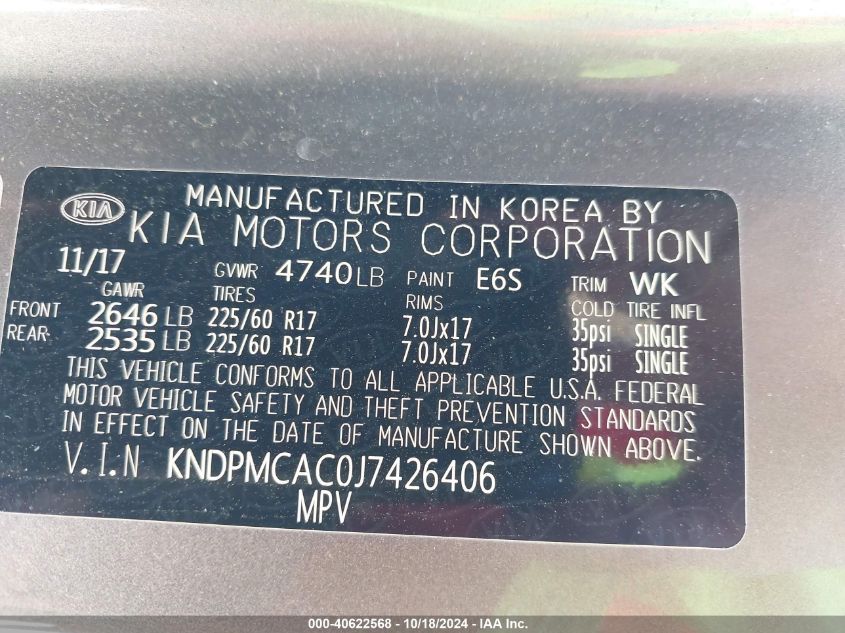 MANUFACTURED IN KOREA BY
KIA KIA MOTORS CORPORATION
11/17 GVWR 4740LB PAINT E6S TRIM WK
GAWR TIRES RIMS COLD TIRE INFL
FRONT 2646 LB 225/60 R17 7.0Jx17 35psi SINGLE
REAR 2535 LB 225/60 R17 7.0Jx17 35psi SINGLE
THIS VEHICLE CONFORMS TO ALL APPLICABLE U.S.A. FEDERAL
MOTOR VEHICLE SAFETY AND THEFT PREVENTION STANDARDS
IN EFFECT ON THE DATE OF MANUFACTURE SHOWN ABOVE.
V.I.N KNDPMCAC0J7426406
MPV
000-40622568 - 10/18/2024 - IAA Inc.